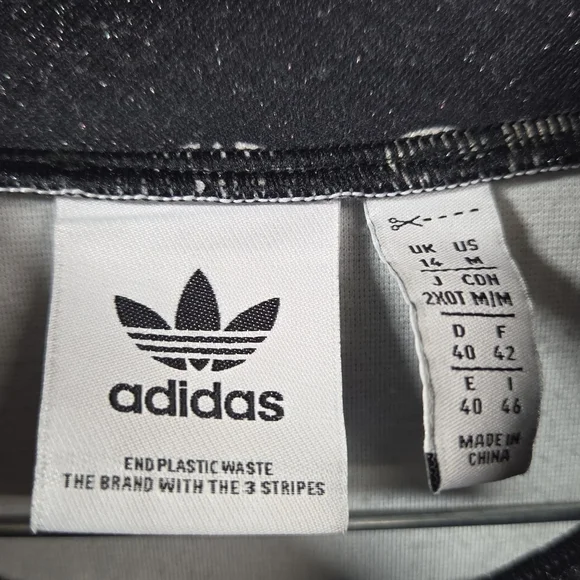 adidas
END PLASTIC WASTE
THE BRAND WITH THE 3 STRIPES
UK US
14 M
J CDN
2XOT M/M
D F
40 42
E I
40 46
MADE IN
CHINA